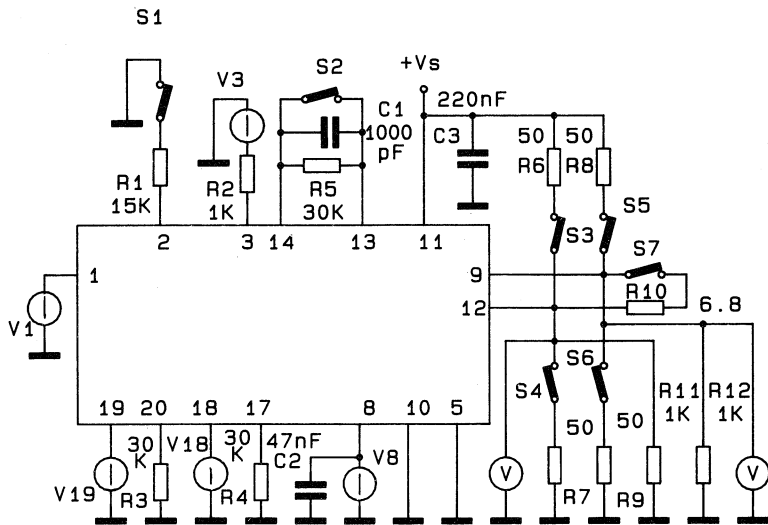 S1
V3
S2
+Vs
C1
1000
pF
220nF
C3
50 50
R6 R8
R1
15K
R2
1K
R5
30K
S3
S5
2 3 14 13 11
S7
1
9
R10
12
6.8
V1
S6
S4
R11 R12
1K 1K
19 20 18 17 8 10 5
30
K
V18
30
K
47nF
C2
V8
50
50
V19
R3
R4
V
R7
R9
V